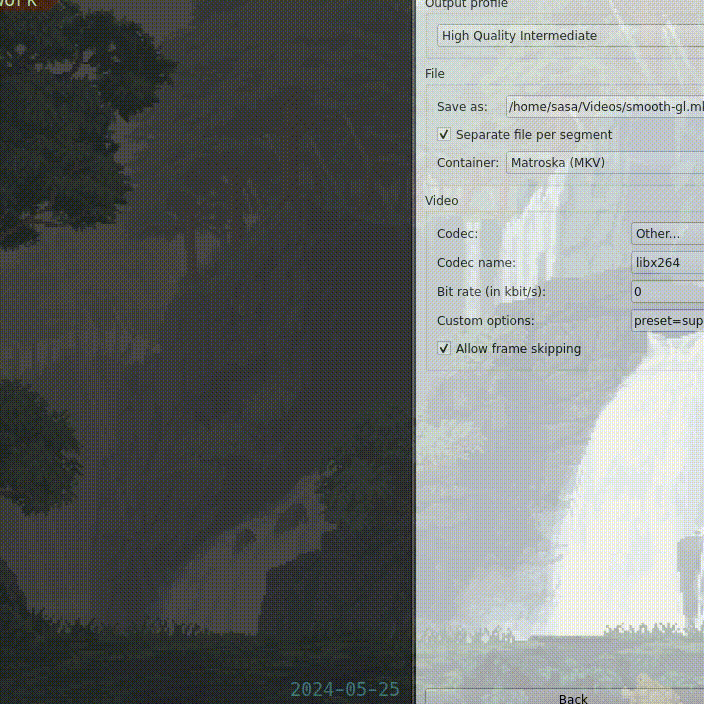 Output profile
High Quality Intermediate
File
Save as: /home/sasa/Videos/smooth-gl.mk
Separate file per segment
Container: Matroska (MKV)
Video
Codec: Other...
Codec name: libx264
Bit rate (in kbit/s): 0
Custom options: preset=sup
Allow frame skipping
2024-05-25
Back